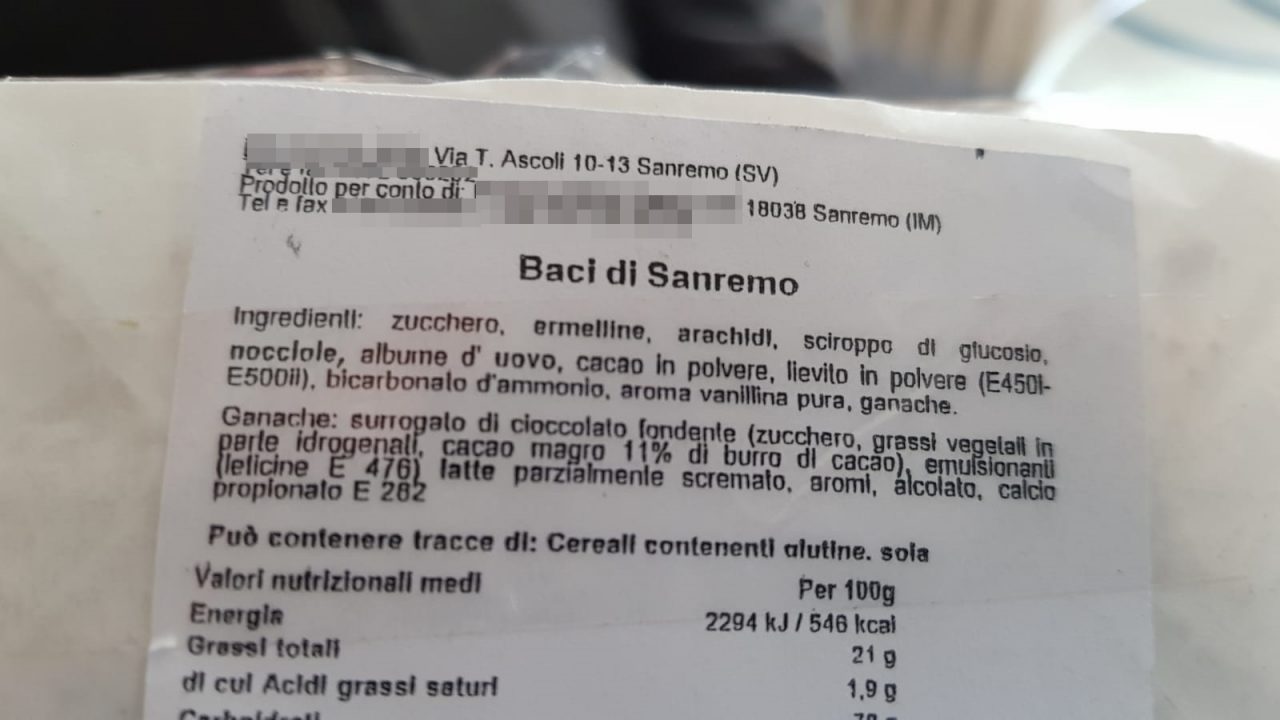 Via T. Ascoli 10-13 Sanremo (SV)
Prodotto per conto di:
Tel e fax 18038 Sanremo (IM)
Baci di Sanremo
Ingredienti: zucchero, ermelline, arachidi, sciroppo di glucosio,
nocciole, albume d' uovo, cacao in polvere, lievito in polvere (E450i-
E500ii), bicarbonato d'ammonio, aroma vanillina pura, ganache.
Ganache: surrogato di cioccolato fondente (zucchero, grassi vegetali in
parte idrogenati, cacao magro 11% di burro di cacao), emulsionanti
(leticine E 476) latte parzialmente scremato, aromi, alcolato, calcio
propionato E 282
Può contenere tracce di: Cereali contenenti glutine. soia
Valori nutrizionali medi Per 100g
Energia 2294 kJ / 546 kcal
Grassi totali 21 g
di cui Acidi grassi saturi 1,9 g
Carboidrati